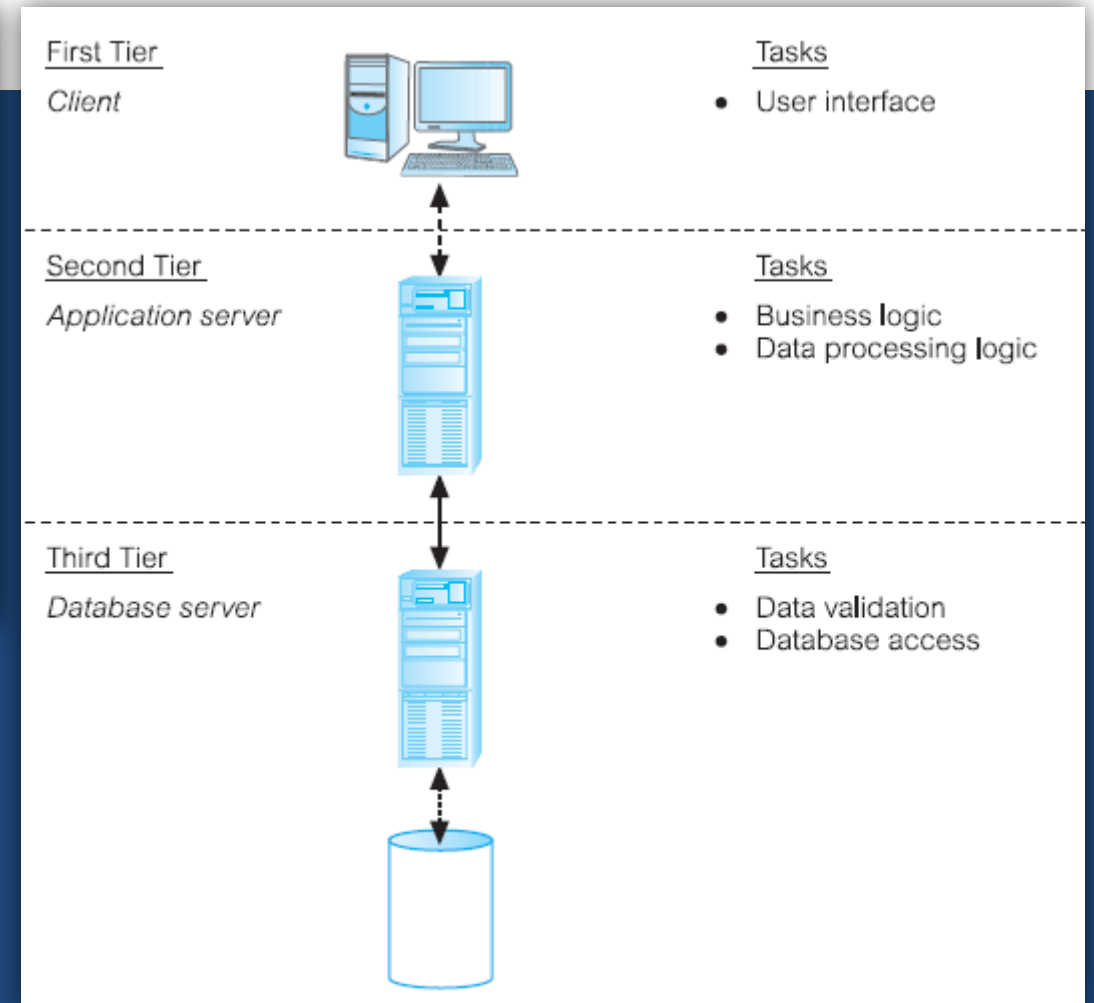 First Tier
Tasks
Client
• User interface
Second Tier
Tasks
Application server
• Business logic
• Data processing logic
Third Tier
Tasks
Database server
• Data validation
• Database access